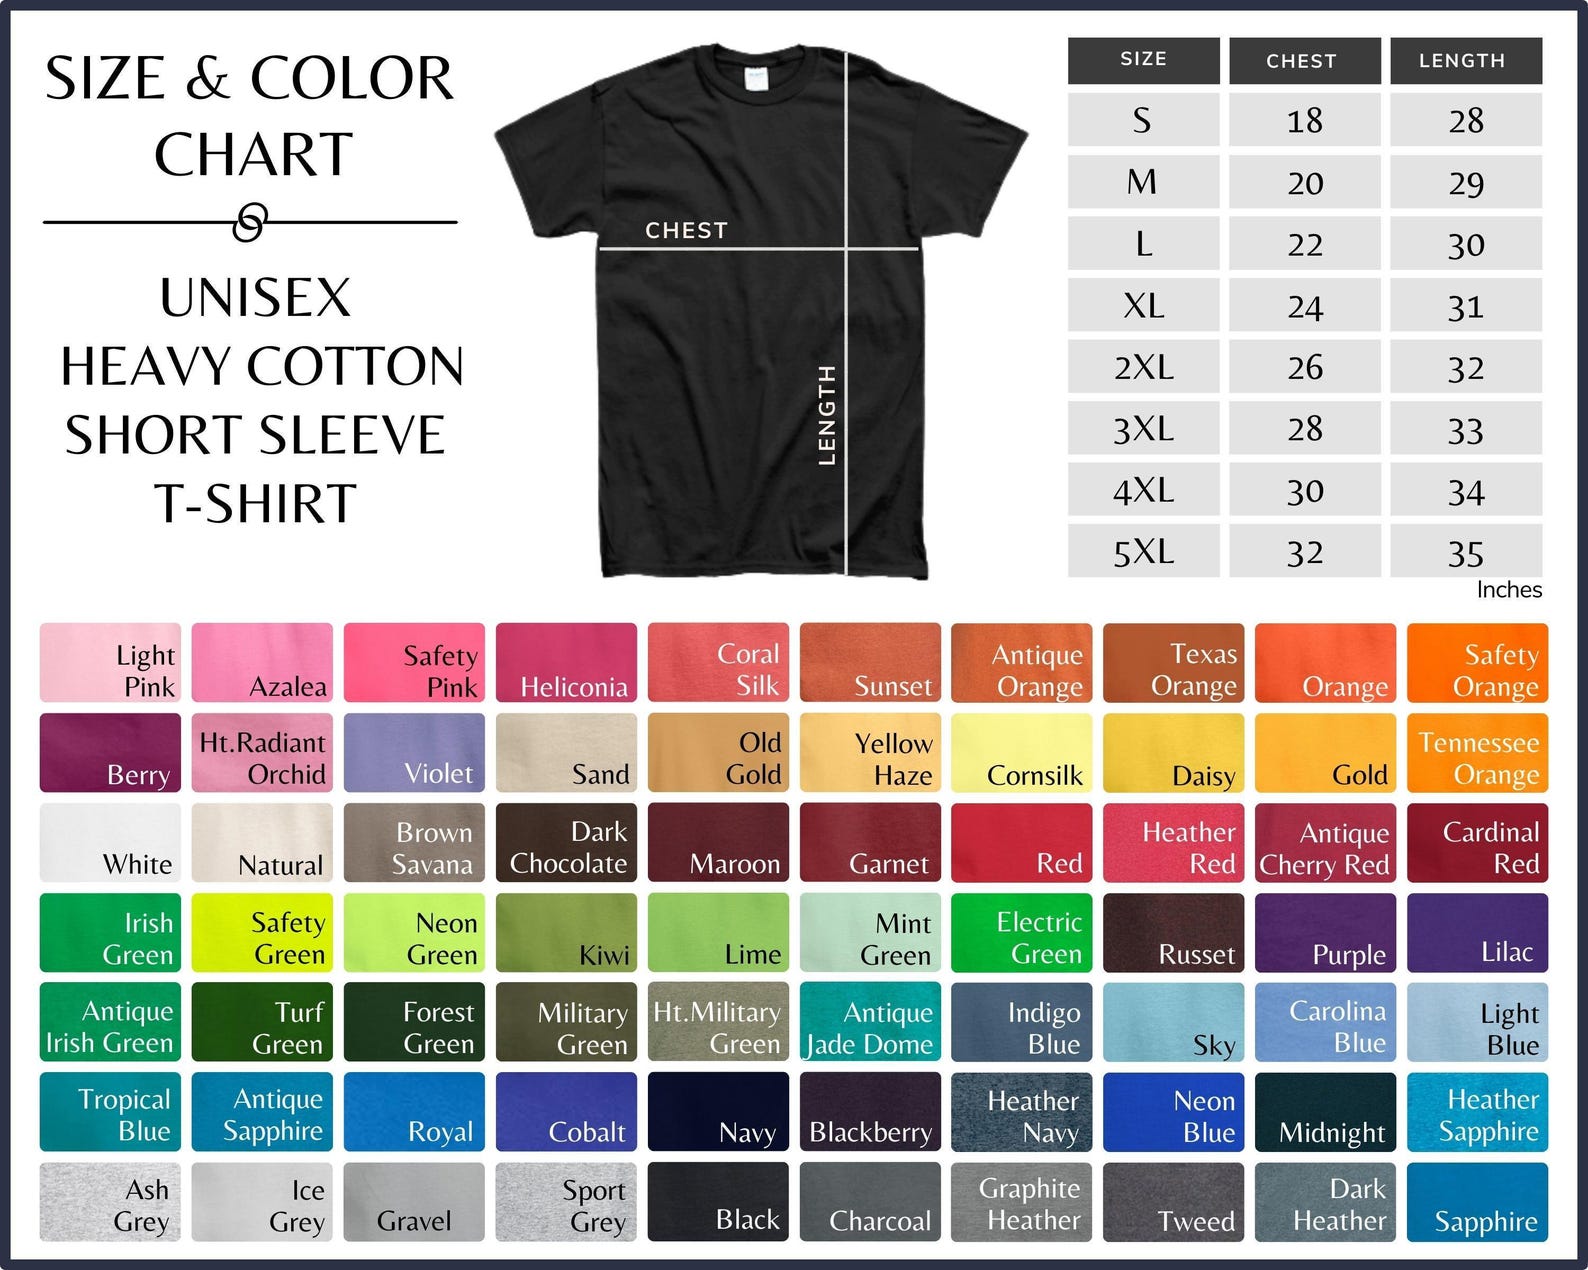 SIZE & COLOR
CHART
UNISEX
HEAVY COTTON
SHORT SLEEVE
T-SHIRT
CHEST
LENGTH
SIZE CHEST LENGTH
S 18 28
M 20 29
L 22 30
XL 24 31
2XL 26 32
3XL 28 33
4XL 30 34
5XL 32 35
Inches
Light
Pink
Azalea
Safety
Pink
Heliconia
Coral
Silk
Sunset
Antique
Orange
Texas
Orange
Orange
Safety
Orange
Berry
Ht.Radiant
Orchid
Violet
Sand
Old
Gold
Yellow
Haze
Cornsilk
Daisy
Gold
Tennessee
Orange
White
Natural
Brown
Savana
Dark
Chocolate
Maroon
Garnet
Red
Heather
Red
Antique
Cherry Red
Cardinal
Red
Irish
Green
Safety
Green
Neon
Green
Kiwi
Lime
Mint
Green
Electric
Green
Russet
Purple
Lilac
Antique
Irish Green
Turf
Green
Forest
Green
Military
Green
Ht.Military
Green
Antique
Jade Dome
Indigo
Blue
Sky
Carolina
Blue
Light
Blue
Tropical
Blue
Antique
Sapphire
Royal
Cobalt
Navy
Blackberry
Heather
Navy
Neon
Blue
Midnight
Heather
Sapphire
Ash
Grey
Ice
Grey
Gravel
Sport
Grey
Black
Charcoal
Graphite
Heather
Tweed
Dark
Heather
Sapphire